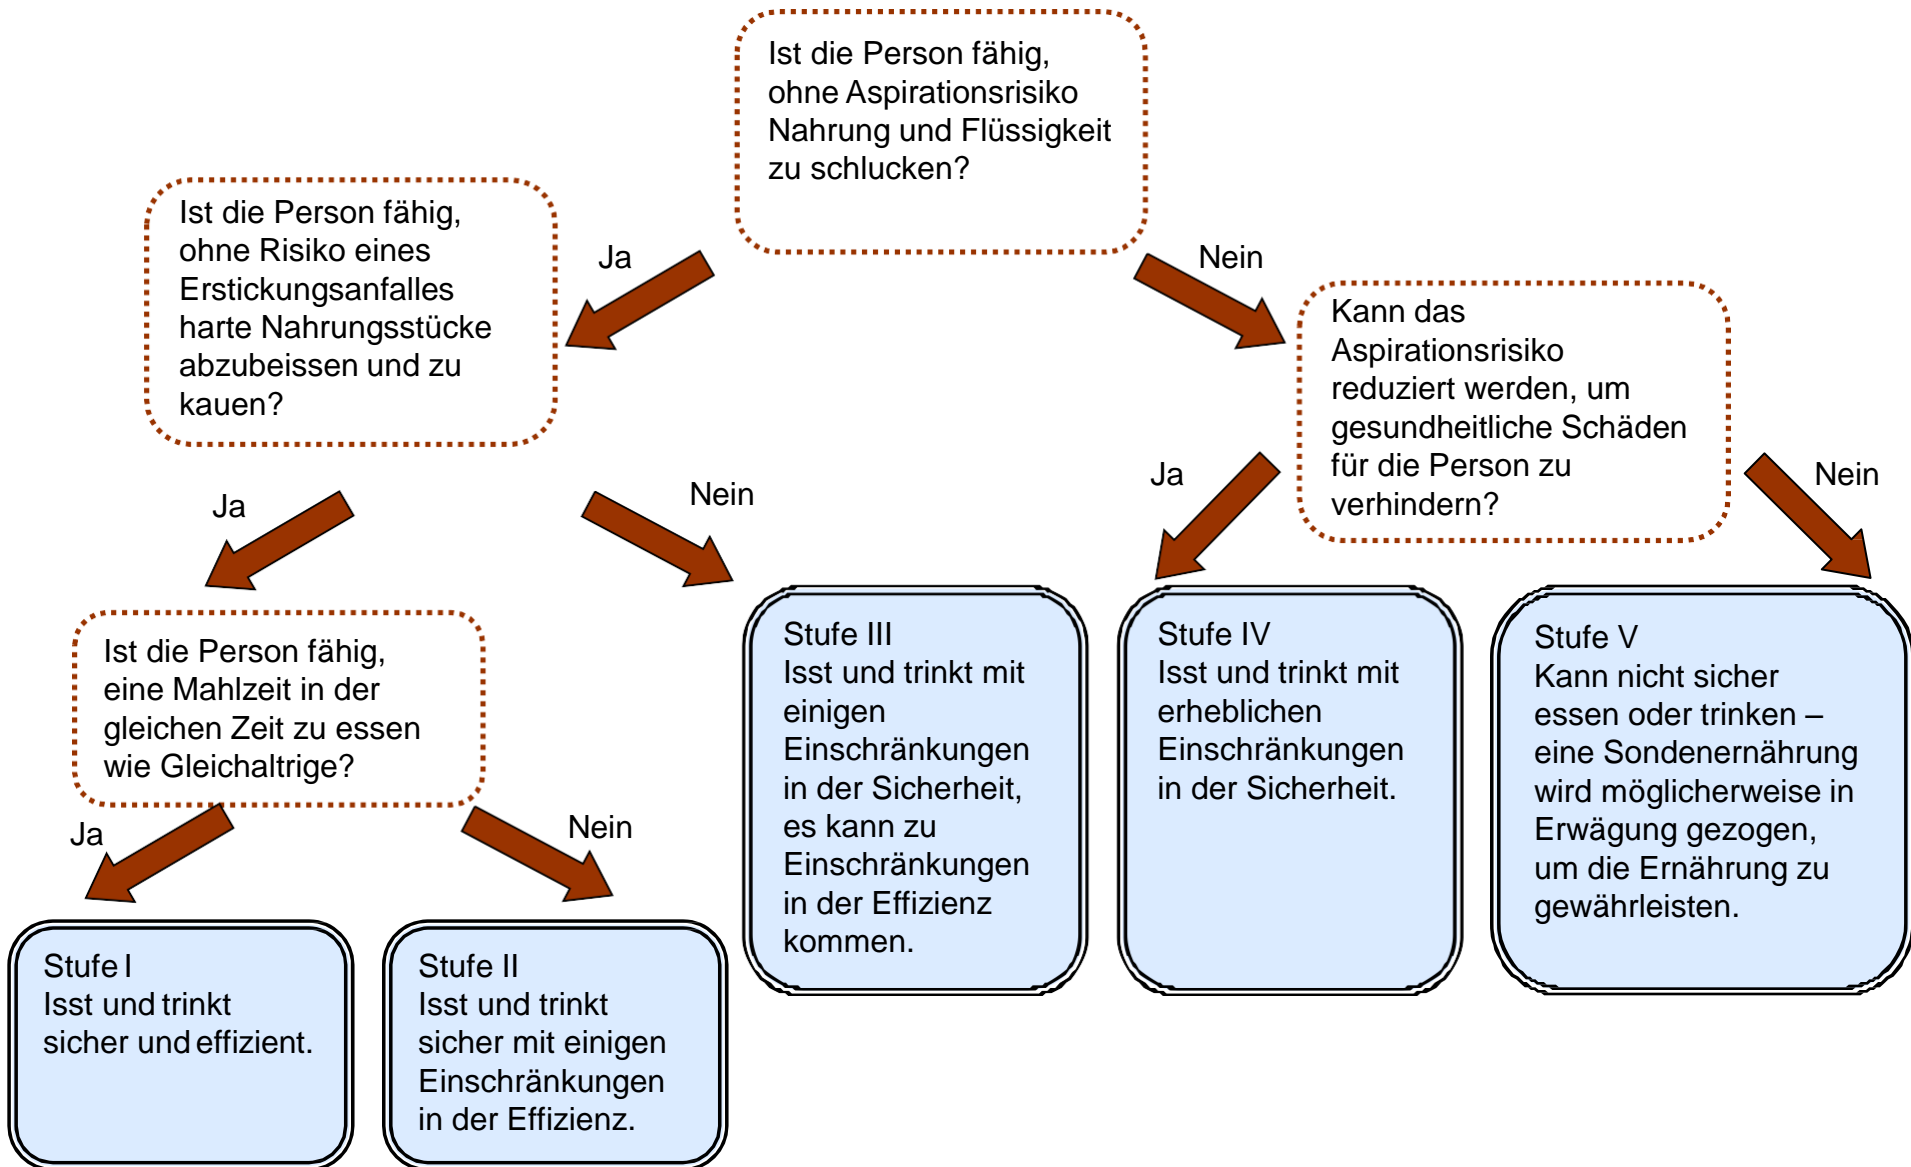 Ist die Person fähig,
ohne Aspirationsrisiko
Nahrung und Flüssigkeit
zu schlucken?
Ja
Nein
Ist die Person fähig,
ohne Risiko eines
Erstickungsanfalles
harte Nahrungsstücke
abzubeissen und zu
kauen?
Kann das
Aspirationsrisiko
reduziert werden, um
gesundheitliche Schäden
für die Person zu
verhindern?
Ja
Nein
Ja
Nein
Ist die Person fähig,
eine Mahlzeit in der
gleichen Zeit zu essen
wie Gleichaltrige?
Ja
Nein
Stufe I
Isst und trinkt
sicher und effizient.
Stufe II
Isst und trinkt
sicher mit einigen
Einschränkungen
in der Effizienz.
Stufe III
Isst und trinkt mit
einigen
Einschränkungen
in der Sicherheit,
es kann zu
Einschränkungen
in der Effizienz
kommen.
Stufe IV
Isst und trinkt mit
erheblichen
Einschränkungen
in der Sicherheit.
Stufe V
Kann nicht sicher
essen oder trinken –
eine Sondenernährung
wird möglicherweise in
Erwägung gezogen,
um die Ernährung zu
gewährleisten.